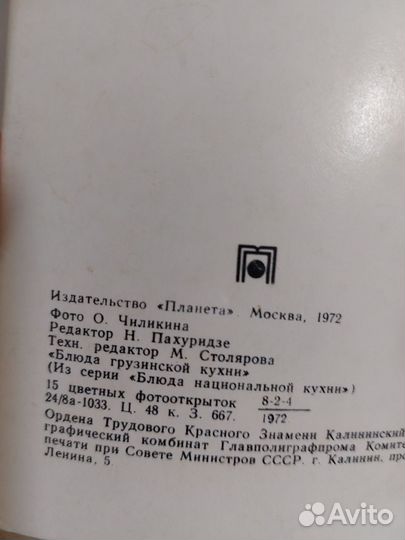 Издательство «Планета». Москва, 1972
Фото О. Чиликина
Редактор Н. Пахуридзе
Техн. редактор М. Столярова
«Блюда грузинской кухни»
(Из серии «Блюда национальной кухни»)
15 цветных фотооткрыток 8-2-4
24/8а-1033. Ц. 48 к. З. 667. 1972
Ордена Трудового Красного Знамени Калининский
графический комбинат Главполиграфпрома Комите
печати при Совете Министров СССР. г. Калинин, про
Ленина, 5.
Avito